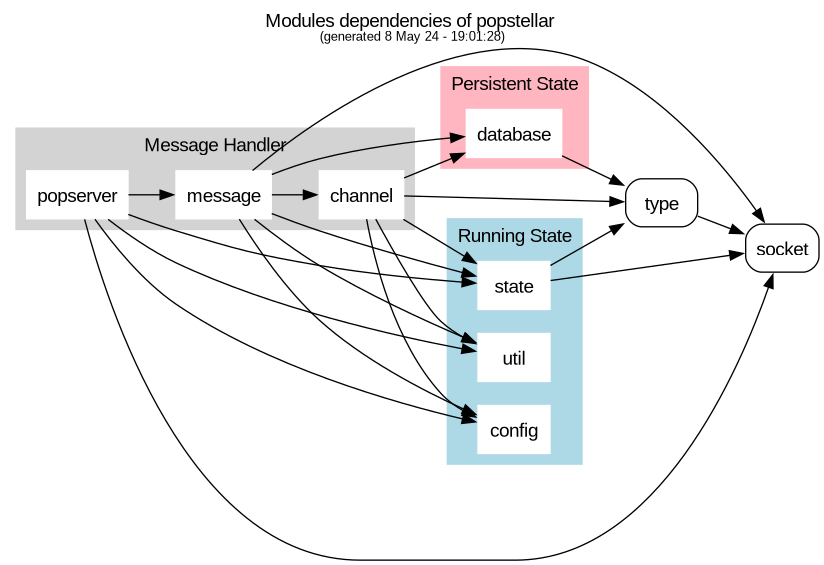 Modules dependencies of popstellar
(generated 8 May 24 - 19:01:28)
Persistent State
database
Message Handler
popserver
message
channel
type
socket
Running State
state
util
config